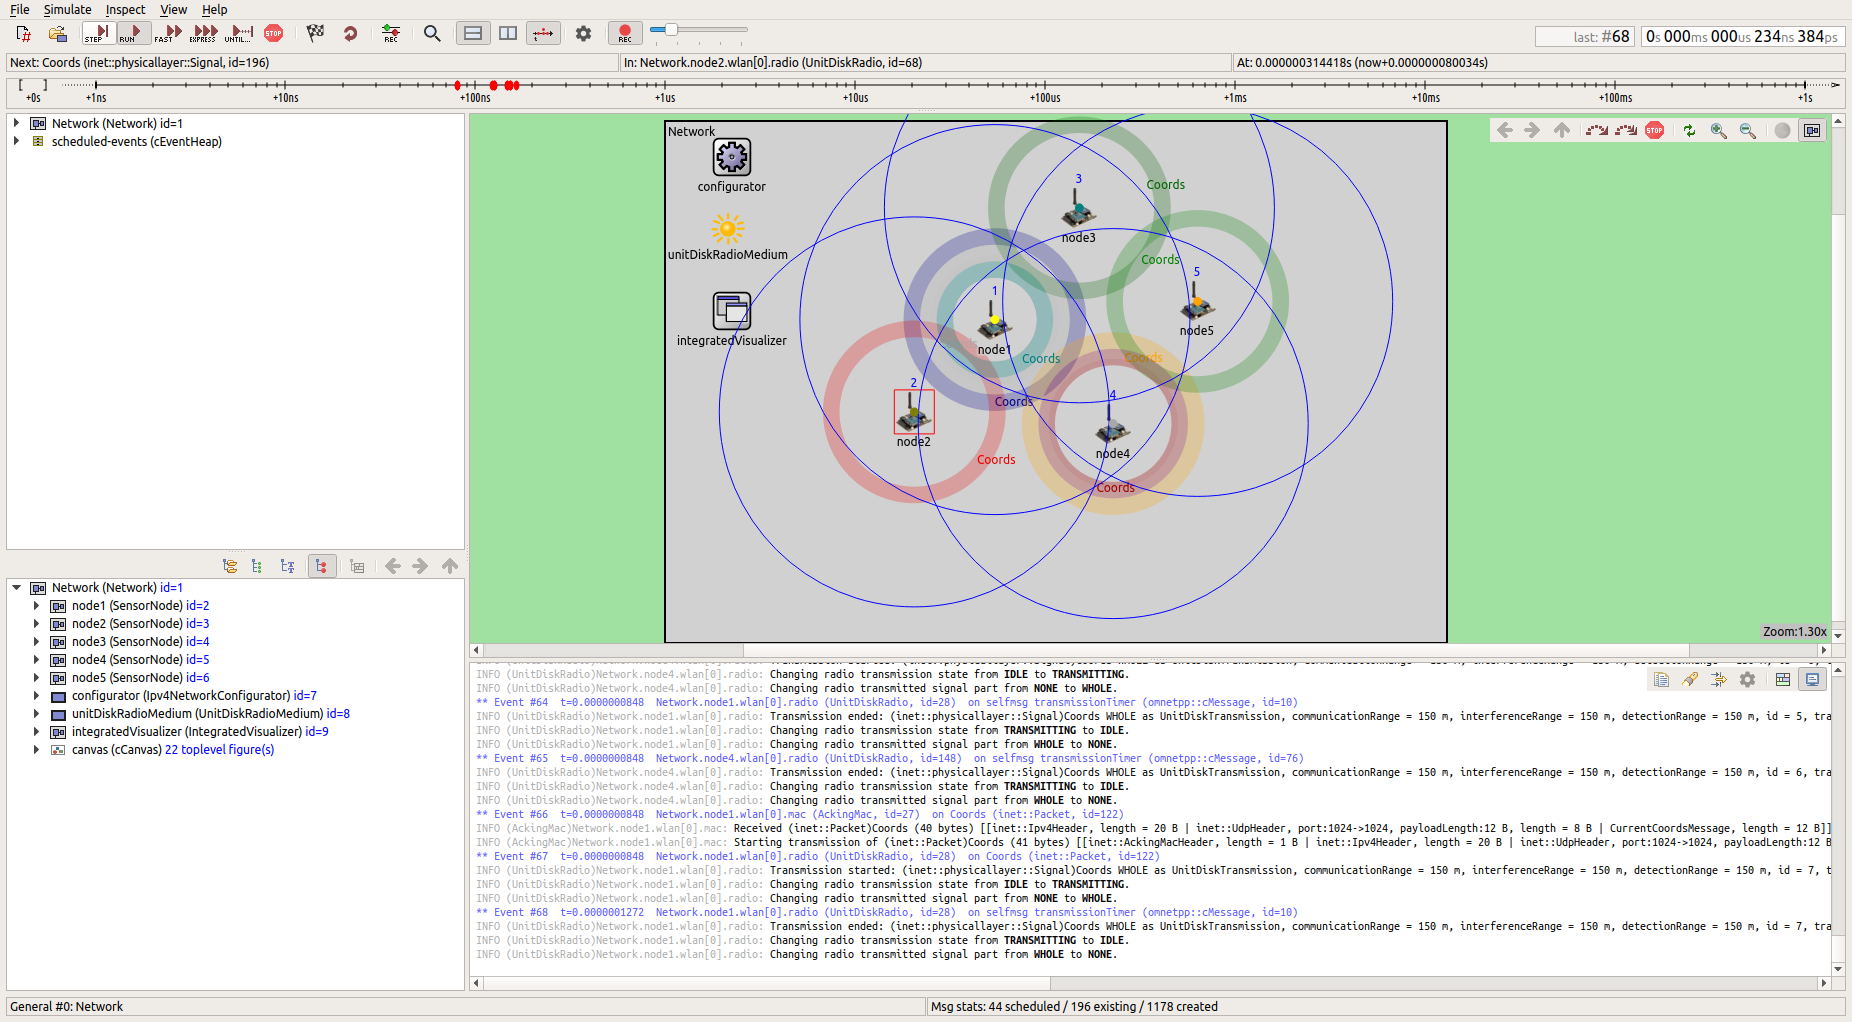 File Simulate Inspect View Help
STEP RUN FAST EXPRESS UNTIL... STOP REC REC
last: #68 0s 000ms 000us 234ns 384ps
Next: Coords (inet::physicallayer::Signal, id=196) In: Network.node2.wlan[0].radio (UnitDiskRadio, id=68) At: 0.000000314418s (now+0.000000080034s)
+0s +1ns +10ns +100ns +1us +10us +100us +1ms +10ms +100ms +1s
Network (Network) id=1
scheduled-events (cEventHeap)
Network (Network) id=1
node1 (SensorNode) id=2
node2 (SensorNode) id=3
node3 (SensorNode) id=4
node4 (SensorNode) id=5
node5 (SensorNode) id=6
configurator (Ipv4NetworkConfigurator) id=7
unitDiskRadioMedium (UnitDiskRadioMedium) id=8
integratedVisualizer (IntegratedVisualizer) id=9
canvas (cCanvas) 22 toplevel figure(s)
Network
STOP
configurator
unitDiskRadioMedium
integratedVisualizer
3
Coords
node3
Coords
5
node5
1
node1
Coords
Coords
2
Coords
node2
4
node4
Coords
Coords
Zoom:1.30x
INFO (UnitDiskRadio)Network.node4.wlan[0].radio: Changing radio transmission state from IDLE to TRANSMITTING.
INFO (UnitDiskRadio)Network.node4.wlan[0].radio: Changing radio transmitted signal part from NONE to WHOLE.
** Event #64 t=0.0000000848 Network.node1.wlan[0].radio (UnitDiskRadio, id=28) on selfmsg transmissionTimer (omnetpp::cMessage, id=10)
INFO (UnitDiskRadio)Network.node1.wlan[0].radio: Transmission ended: (inet::physicallayer::Signal)Coords WHOLE as UnitDiskTransmission, communicationRange = 150 m, interferenceRange = 150 m, detectionRange = 150 m, id = 5, tra
INFO (UnitDiskRadio)Network.node1.wlan[0].radio: Changing radio transmission state from TRANSMITTING to IDLE.
INFO (UnitDiskRadio)Network.node1.wlan[0].radio: Changing radio transmitted signal part from WHOLE to NONE.
** Event #65 t=0.0000000848 Network.node4.wlan[0].radio (UnitDiskRadio, id=148) on selfmsg transmissionTimer (omnetpp::cMessage, id=76)
INFO (UnitDiskRadio)Network.node4.wlan[0].radio: Transmission ended: (inet::physicallayer::Signal)Coords WHOLE as UnitDiskTransmission, communicationRange = 150 m, interferenceRange = 150 m, detectionRange = 150 m, id = 6, tra
INFO (UnitDiskRadio)Network.node4.wlan[0].radio: Changing radio transmission state from TRANSMITTING to IDLE.
INFO (UnitDiskRadio)Network.node4.wlan[0].radio: Changing radio transmitted signal part from WHOLE to NONE.
** Event #66 t=0.0000000848 Network.node1.wlan[0].mac (AckingMac, id=27) on Coords (inet::Packet, id=122)
INFO (AckingMac)Network.node1.wlan[0].mac: Received (inet::Packet)Coords (40 bytes) [[inet::Ipv4Header, length = 20 B | inet::UdpHeader, port:1024->1024, payloadLength:12 B, length = 8 B | CurrentCoordsMessage, length = 12 B]]
INFO (AckingMac)Network.node1.wlan[0].mac: Starting transmission of (inet::Packet)Coords (41 bytes) [[inet::AckingMacHeader, length = 1 B | inet::Ipv4Header, length = 20 B | inet::UdpHeader, port:1024->1024, payloadLength:12 B
** Event #67 t=0.0000000848 Network.node1.wlan[0].radio (UnitDiskRadio, id=28) on Coords (inet::Packet, id=122)
INFO (UnitDiskRadio)Network.node1.wlan[0].radio: Transmission started: (inet::physicallayer::Signal)Coords WHOLE as UnitDiskTransmission, communicationRange = 150 m, interferenceRange = 150 m, detectionRange = 150 m, id = 7, t
INFO (UnitDiskRadio)Network.node1.wlan[0].radio: Changing radio transmission state from IDLE to TRANSMITTING.
INFO (UnitDiskRadio)Network.node1.wlan[0].radio: Changing radio transmitted signal part from NONE to WHOLE.
** Event #68 t=0.0000001272 Network.node1.wlan[0].radio (UnitDiskRadio, id=28) on selfmsg transmissionTimer (omnetpp::cMessage, id=10)
INFO (UnitDiskRadio)Network.node1.wlan[0].radio: Transmission ended: (inet::physicallayer::Signal)Coords WHOLE as UnitDiskTransmission, communicationRange = 150 m, interferenceRange = 150 m, detectionRange = 150 m, id = 7, tra
INFO (UnitDiskRadio)Network.node1.wlan[0].radio: Changing radio transmission state from TRANSMITTING to IDLE.
INFO (UnitDiskRadio)Network.node1.wlan[0].radio: Changing radio transmitted signal part from WHOLE to NONE.
General #0: Network Msg stats: 44 scheduled / 196 existing / 1178 created